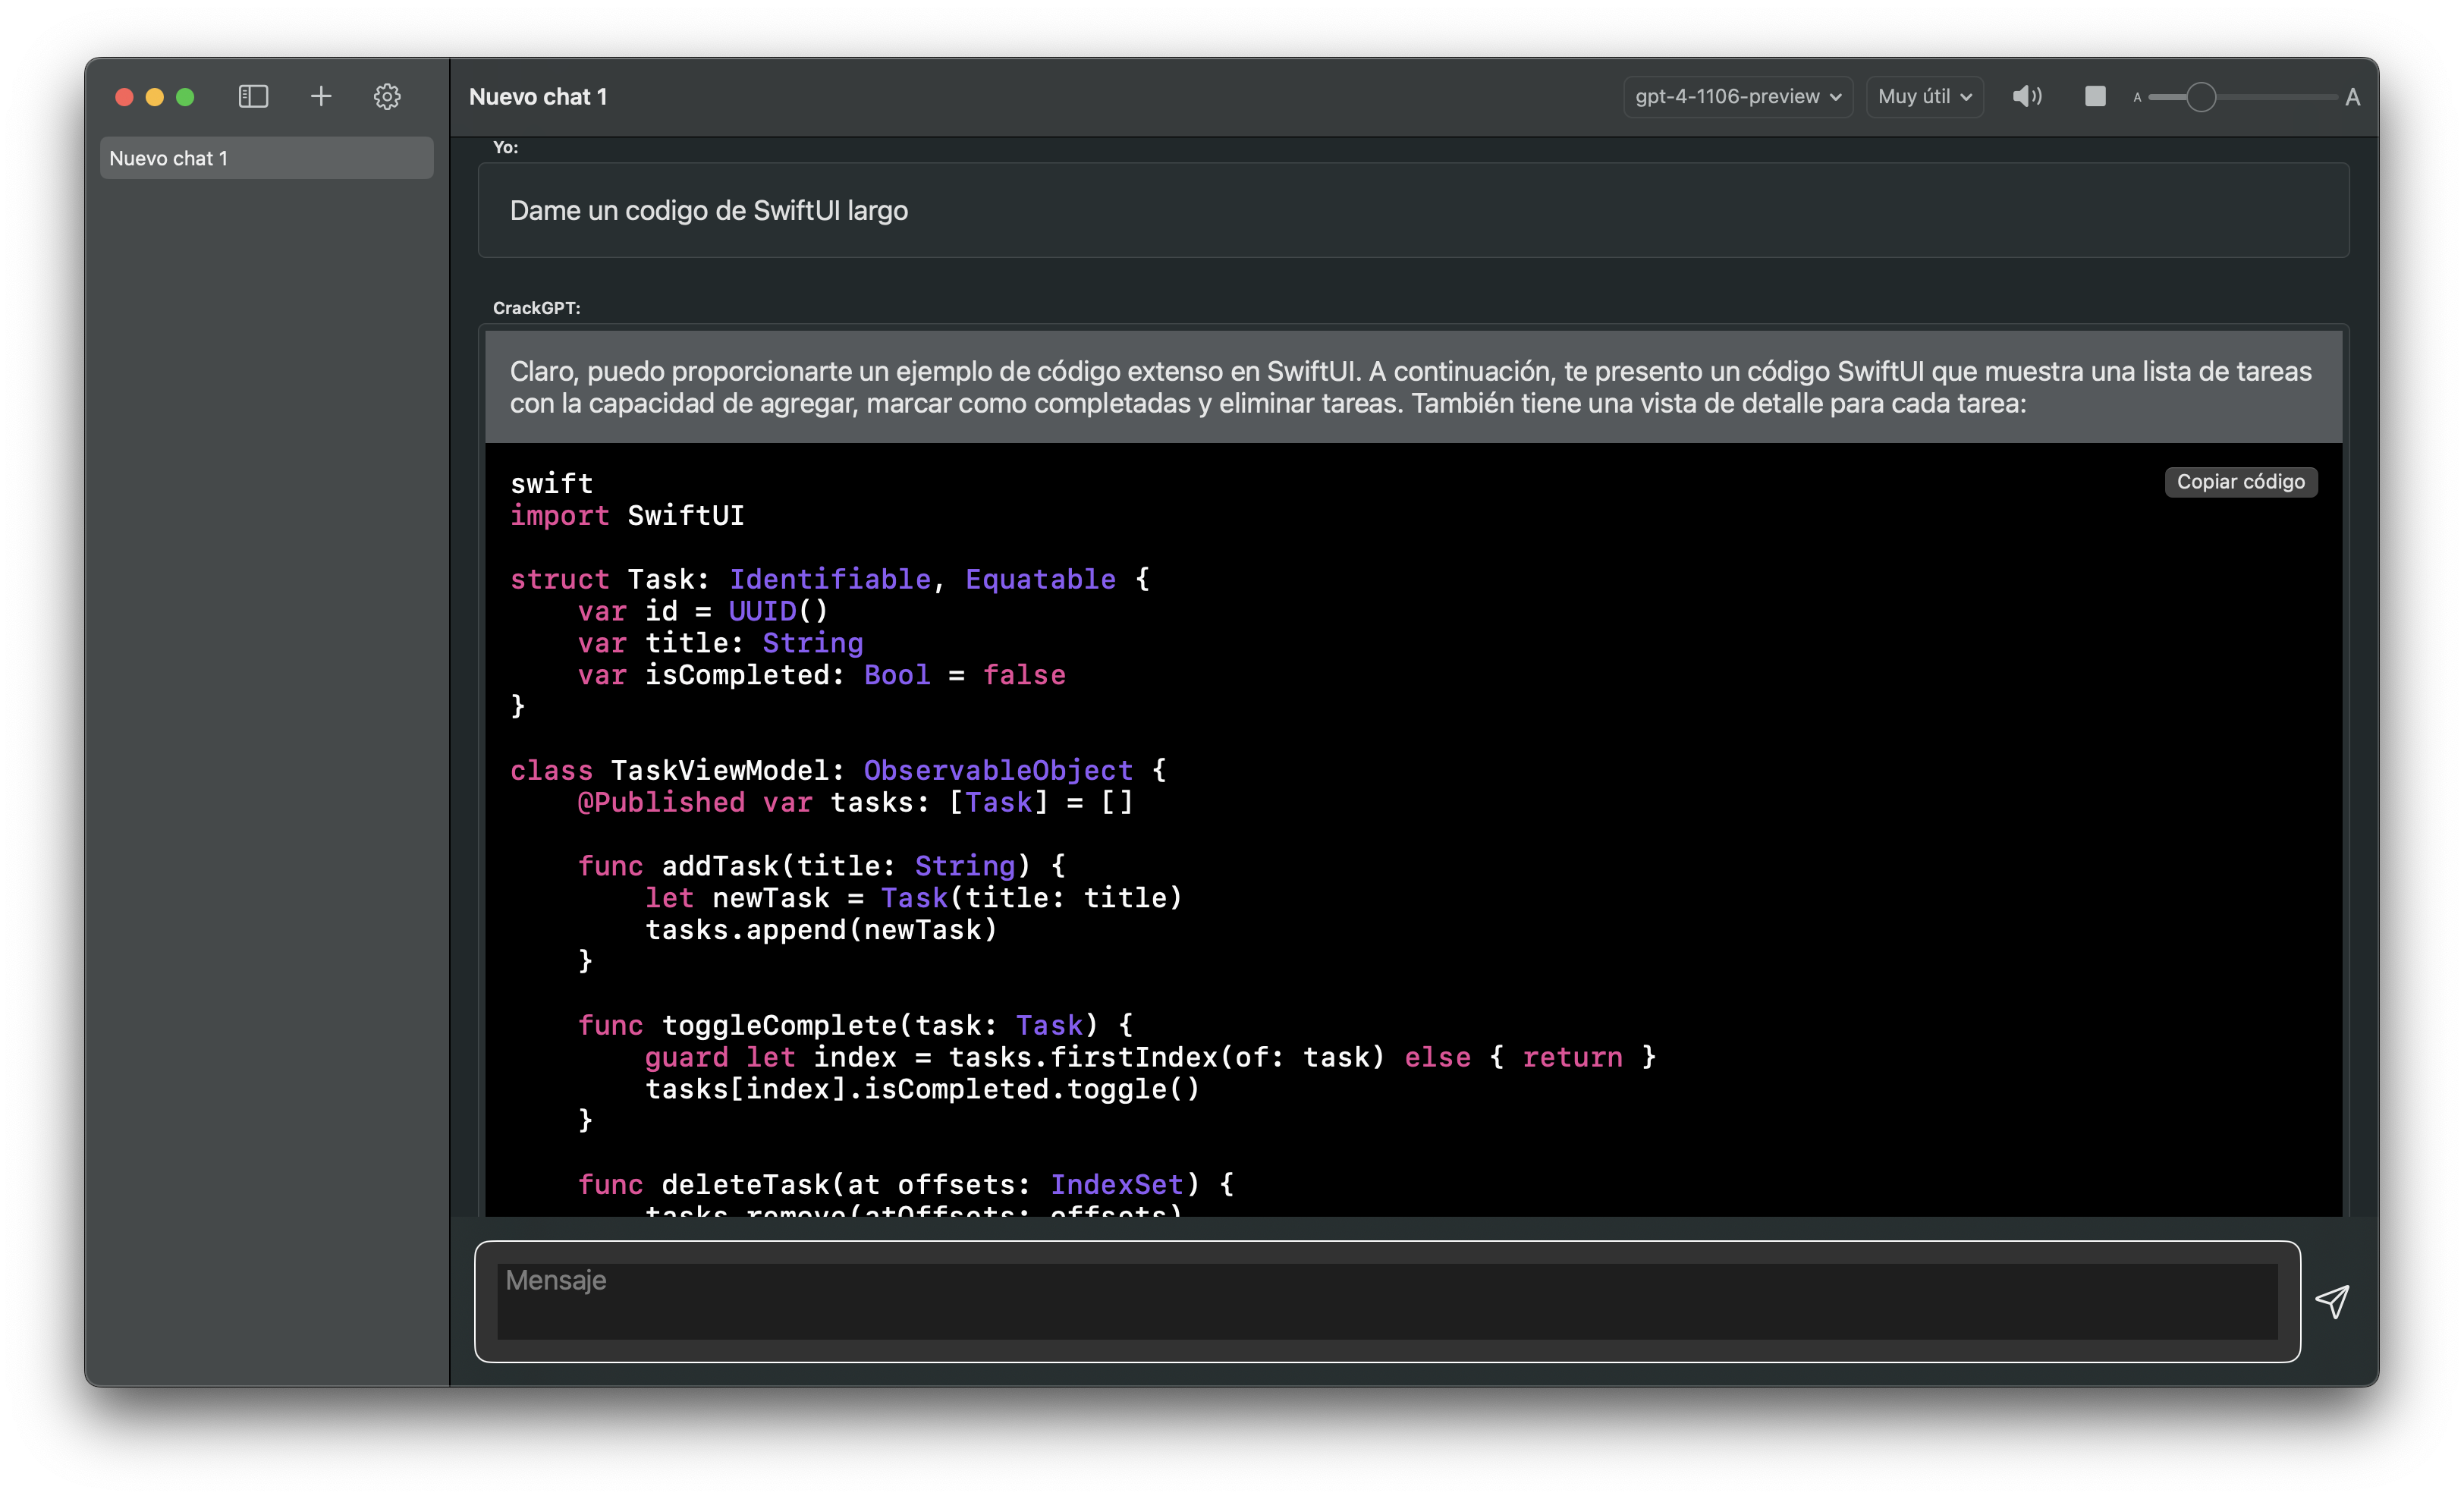 Nuevo chat 1
Nuevo chat 1
gpt-4-1106-preview
Muy útil
A
A
Yo:
Dame un codigo de SwiftUI largo
CrackGPT:
Claro, puedo proporcionarte un ejemplo de código extenso en SwiftUI. A continuación, te presento un código SwiftUI que muestra una lista de tareas
con la capacidad de agregar, marcar como completadas y eliminar tareas. También tiene una vista de detalle para cada tarea:
Copiar código
swift
import SwiftUI

struct Task: Identifiable, Equatable {
    var id = UUID()
    var title: String
    var isCompleted: Bool = false
}

class TaskViewModel: ObservableObject {
    @Published var tasks: [Task] = []

    func addTask(title: String) {
        let newTask = Task(title: title)
        tasks.append(newTask)
    }

    func toggleComplete(task: Task) {
        guard let index = tasks.firstIndex(of: task) else { return }
        tasks[index].isCompleted.toggle()
    }

    func deleteTask(at offsets: IndexSet) {
        tasks.remove(atOffsets: offsets)
Mensaje